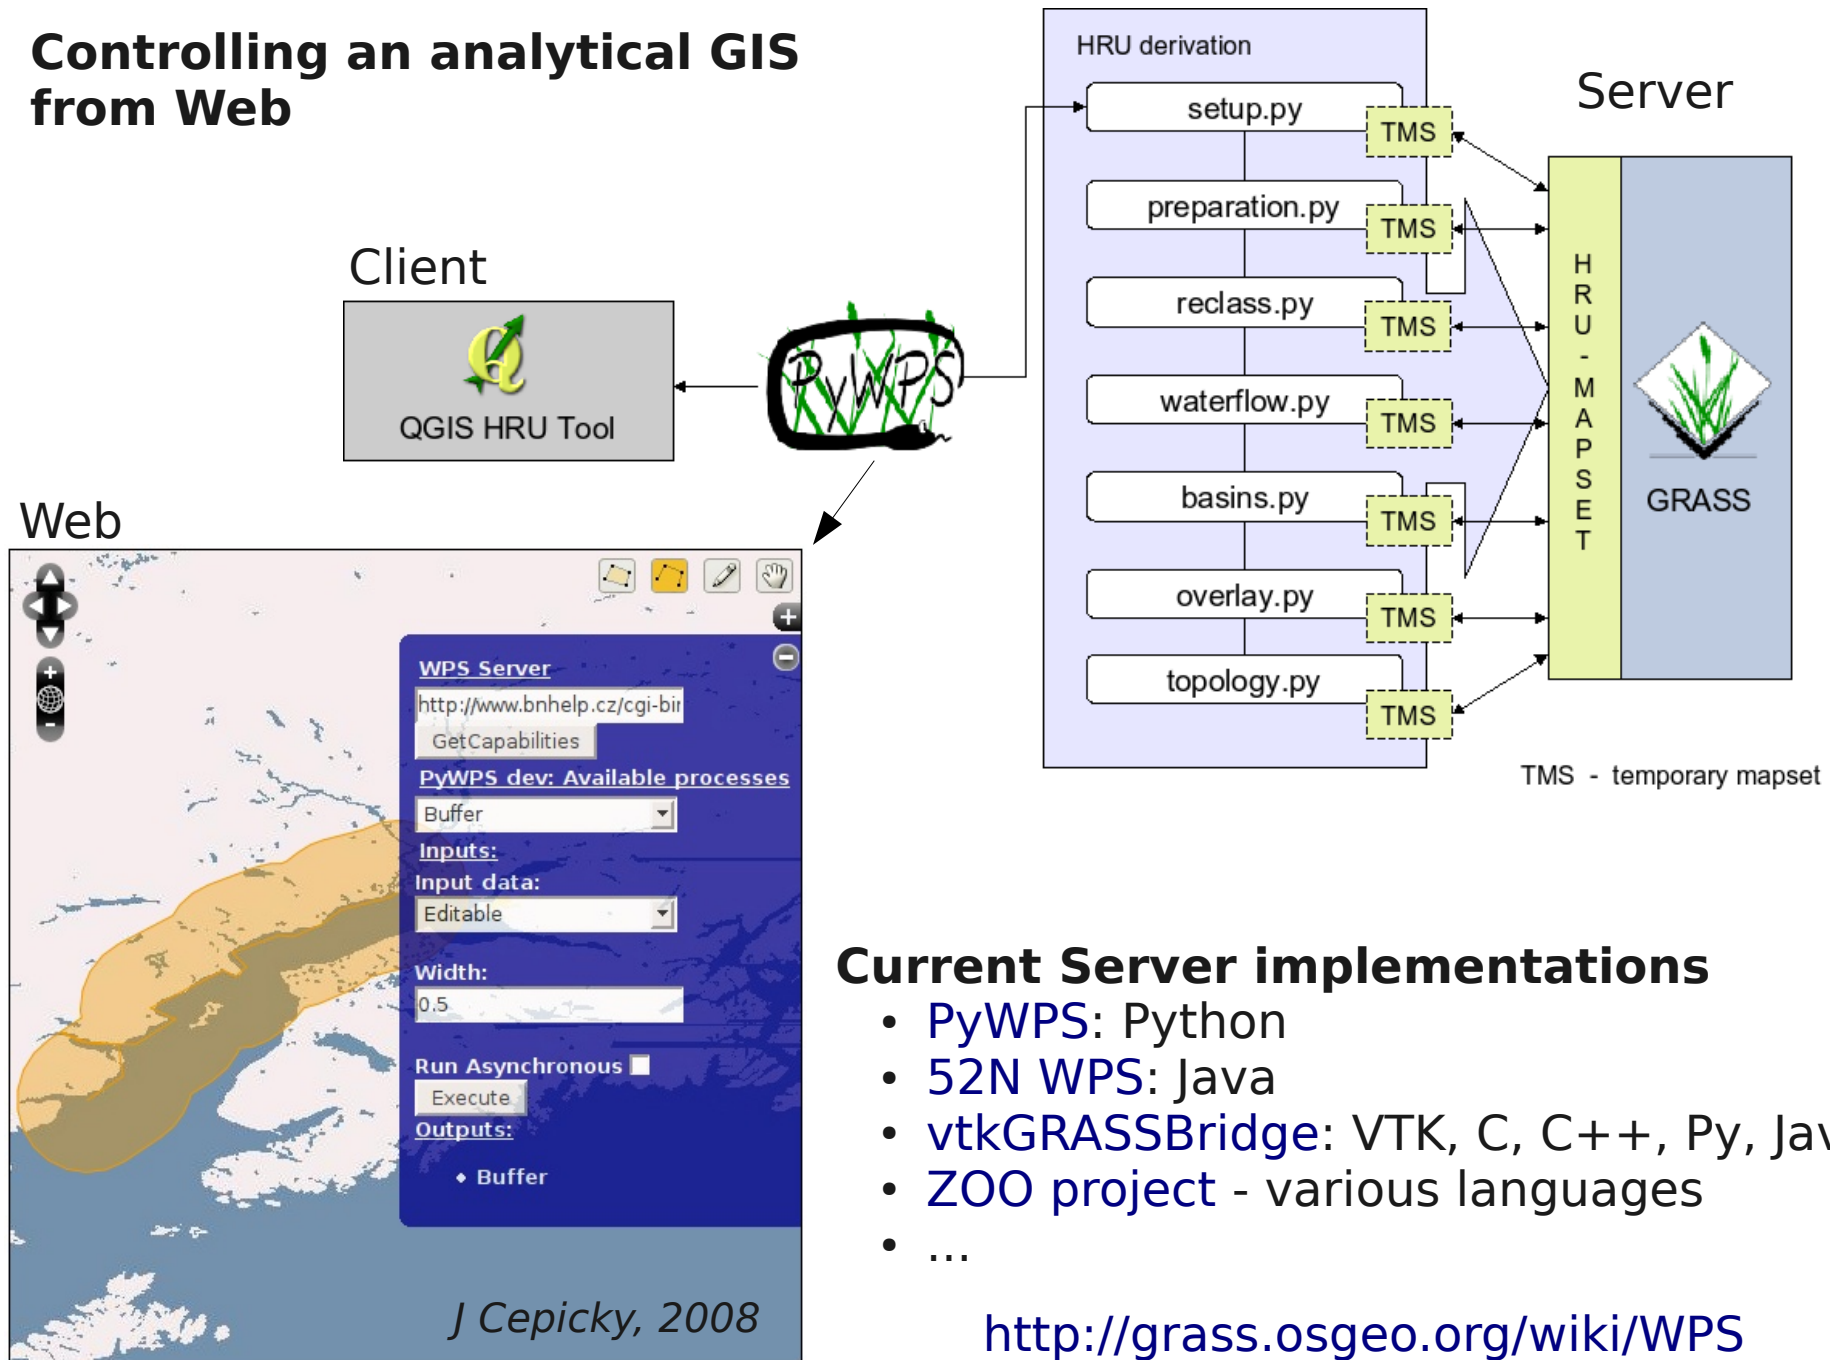 Controlling an analytical GIS
from Web
Client
QGIS HRU Tool
PyWPS
HRU derivation
setup.py
TMS
preparation.py
TMS
reclass.py
TMS
waterflow.py
TMS
basins.py
TMS
overlay.py
TMS
topology.py
TMS
Server
HRU-MAPSET
GRASS
TMS - temporary mapset
Web
WPS Server
http://www.bnhelp.cz/cgi-bir
GetCapabilities
PyWPS dev: Available processes
Buffer
Inputs:
Input data:
Editable
Width:
0.5
Run Asynchronous
Execute
Outputs:
• Buffer
J Cepicky, 2008
Current Server implementations
• PyWPS: Python
• 52N WPS: Java
• vtkGRASSBridge: VTK, C, C++, Py, Jav
• ZOO project - various languages
• ...
http://grass.osgeo.org/wiki/WPS